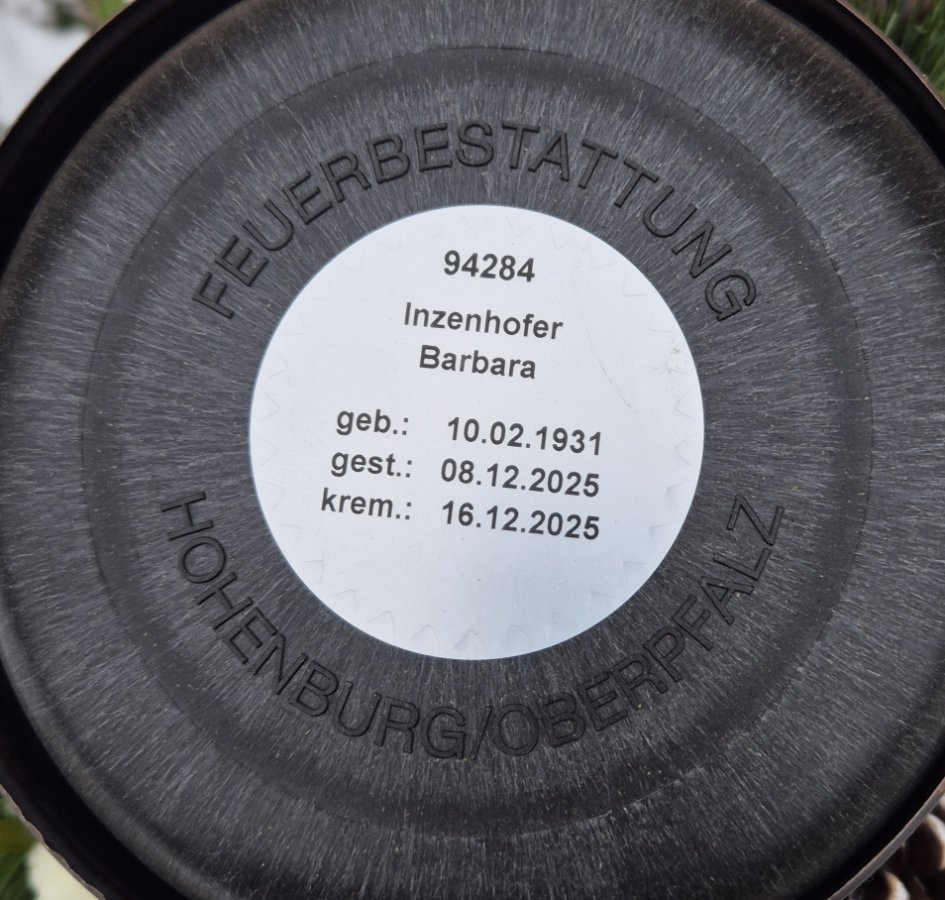 FEUERBESTATTUNG
94284
Inzenhofer
Barbara
geb.: 10.02.1931
gest.: 08.12.2025
krem.: 16.12.2025
HOHENBURG/OBERPFALZ